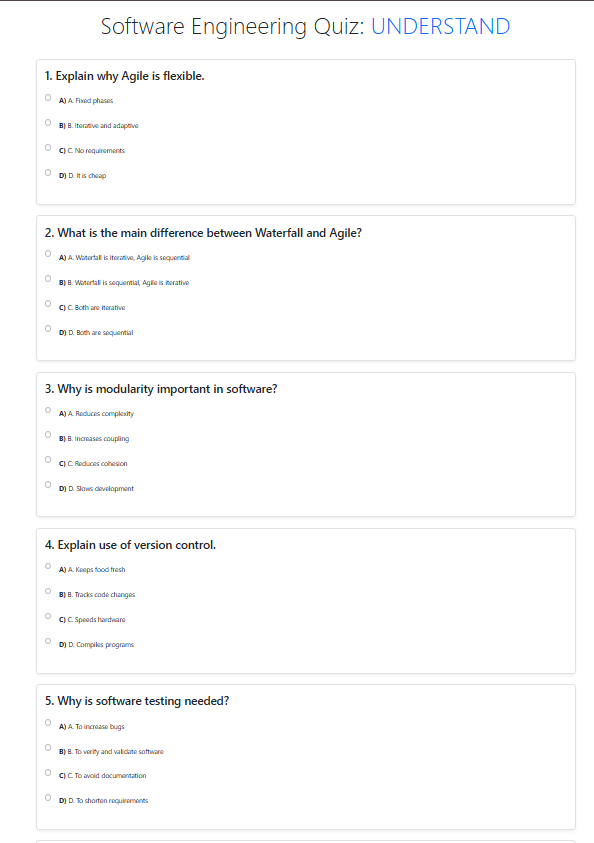 Software Engineering Quiz: UNDERSTAND
1. Explain why Agile is flexible.
A) A. Fixed phases
B) B. Iterative and adaptive
C) C. No requirements
D) D. It is cheap
2. What is the main difference between Waterfall and Agile?
A) A. Waterfall is iterative, Agile is sequential
B) B. Waterfall is sequential, Agile is iterative
C) C. Both are iterative
D) D. Both are sequential
3. Why is modularity important in software?
A) A. Reduces complexity
B) B. Increases coupling
C) C. Reduces cohesion
D) D. Slows development
4. Explain use of version control.
A) A. Keeps food fresh
B) B. Tracks code changes
C) C. Speeds hardware
D) D. Compiles programs
5. Why is software testing needed?
A) A. To increase bugs
B) B. To verify and validate software
C) C. To avoid documentation
D) D. To shorten requirements